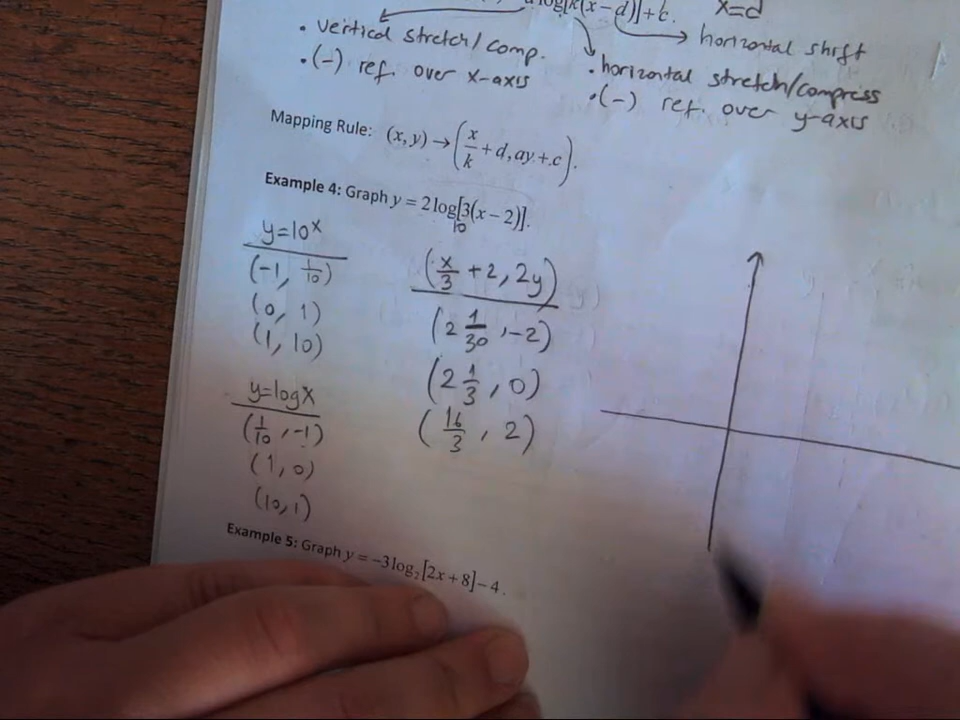 log[k(x-d)]+c. x=d
• vertical stretch/comp.
• (-) ref. over x-axis
horizontal shift
• horizontal stretch/compress
• (-) ref. over y-axis
Mapping Rule: (x, y) → (x/k + d, ay + c).
Example 4: Graph y = 2log[3(x-2)].
10
y=10^x
(-1, 1/10)
(0, 1)
(1, 10)
y=logx
(1/10, -1)
(1, 0)
(10, 1)
(x/3 + 2, 2y)
(2 1/30, -2)
(2 1/3, 0)
(16/3, 2)
Example 5: Graph y = -3log₂[2x+8]-4.